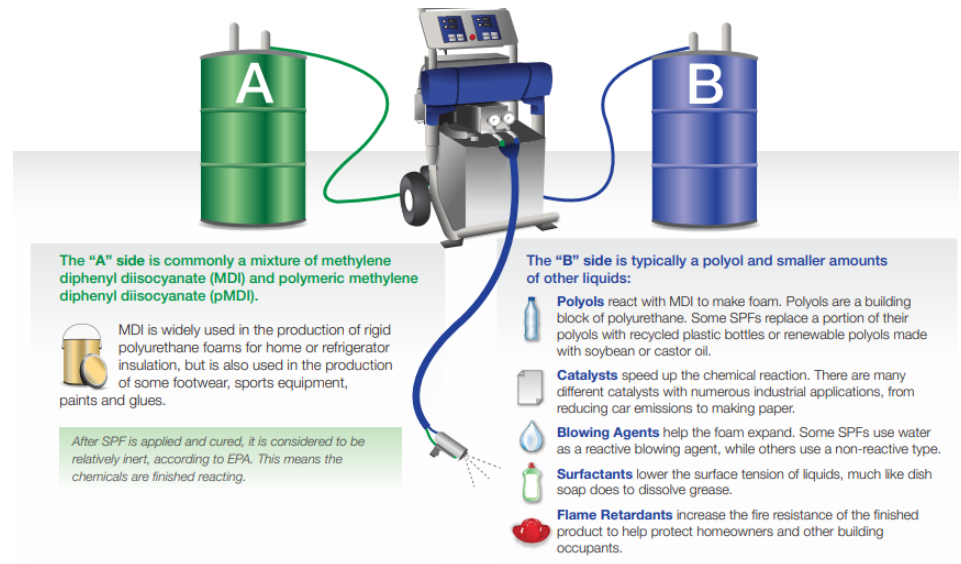 A
B
The “A” side is commonly a mixture of methylene
diphenyl diisocyanate (MDI) and polymeric methylene
diphenyl diisocyanate (pMDI).
MDI is widely used in the production of rigid
polyurethane foams for home or refrigerator
insulation, but is also used in the production
of some footwear, sports equipment,
paints and glues.
After SPF is applied and cured, it is considered to be
relatively inert, according to EPA. This means the
chemicals are finished reacting.
The “B” side is typically a polyol and smaller amounts
of other liquids:
Polyols react with MDI to make foam. Polyols are a building
block of polyurethane. Some SPFs replace a portion of their
polyols with recycled plastic bottles or renewable polyols made
with soybean or castor oil.
Catalysts speed up the chemical reaction. There are many
different catalysts with numerous industrial applications, from
reducing car emissions to making paper.
Blowing Agents help the foam expand. Some SPFs use water
as a reactive blowing agent, while others use a non-reactive type.
Surfactants lower the surface tension of liquids, much like dish
soap does to dissolve grease.
Flame Retardants increase the fire resistance of the finished
product to help protect homeowners and other building
occupants.